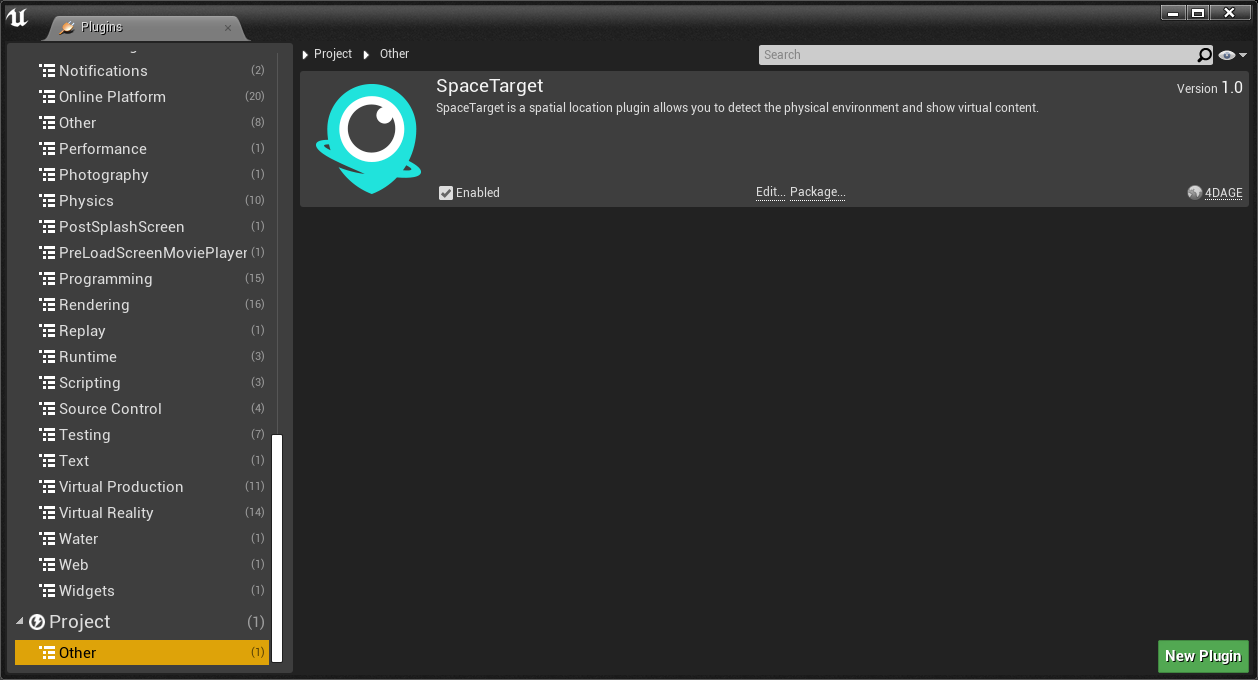 Plugins
Project Other
Search
Notifications (2)
Online Platform (20)
Other (8)
Performance (1)
Photography (1)
Physics (10)
PostSplashScreen (1)
PreLoadScreenMoviePlayer (1)
Programming (15)
Rendering (16)
Replay (1)
Runtime (3)
Scripting (3)
Source Control (4)
Testing (7)
Text (1)
Virtual Production (11)
Virtual Reality (14)
Water (1)
Web (1)
Widgets (1)
Project (1)
Other (1)
SpaceTarget
Version 1.0
SpaceTarget is a spatial location plugin allows you to detect the physical environment and show virtual content.
Enabled
Edit... Package...
4DAGE
New Plugin